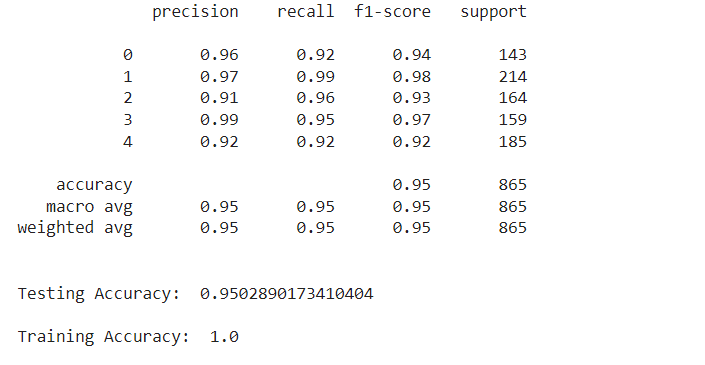 precision recall f1-score support
0 0.96 0.92 0.94 143
1 0.97 0.99 0.98 214
2 0.91 0.96 0.93 164
3 0.99 0.95 0.97 159
4 0.92 0.92 0.92 185
accuracy 0.95 865
macro avg 0.95 0.95 0.95 865
weighted avg 0.95 0.95 0.95 865
Testing Accuracy: 0.9502890173410404
Training Accuracy: 1.0